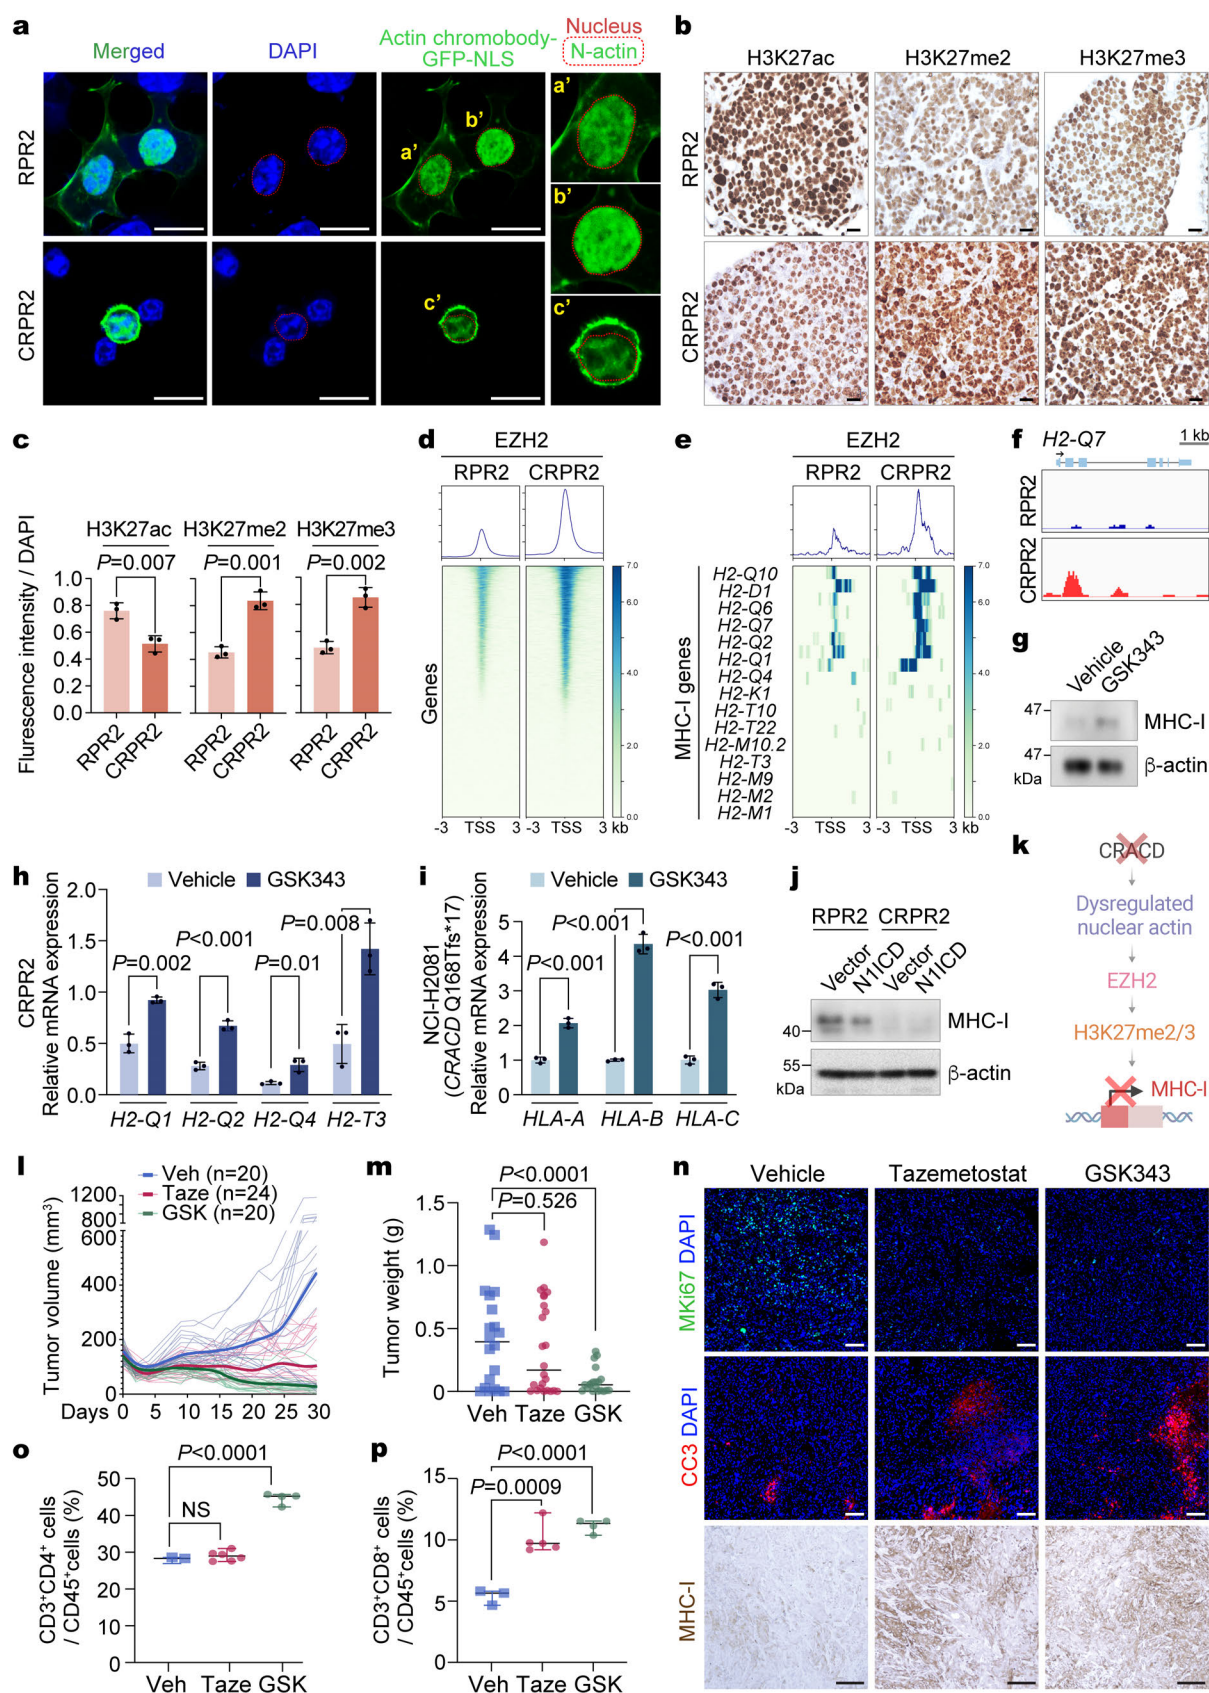 a
Merged
DAPI
Actin chromobody-
GFP-NLS
Nucleus
N-actin
RPR2
CRPR2
a’
b’
c’
a’
b’
c’
b
H3K27ac
H3K27me2
H3K27me3
RPR2
CRPR2
c
Flurescence intensity / DAPI
H3K27ac
H3K27me2
H3K27me3
P=0.007
P=0.001
P=0.002
1.0
0.8
0.6
0.4
0.2
0.0
RPR2
CRPR2
RPR2
CRPR2
RPR2
CRPR2
d
EZH2
RPR2
CRPR2
Genes
7.0
6.0
4.0
2.0
0.0
-3
TSS
3
-3
TSS
3 kb
e
EZH2
RPR2
CRPR2
MHC-I genes
H2-Q10
H2-D1
H2-Q6
H2-Q7
H2-Q2
H2-Q1
H2-Q4
H2-K1
H2-T10
H2-T22
H2-M10.2
H2-T3
H2-M9
H2-M2
H2-M1
7.0
6.0
4.0
2.0
0.0
-3
TSS
3
-3
TSS
3 kb
f
H2-Q7
1 kb
RPR2
CRPR2
g
Vehicle
GSK343
47
MHC-I
47
kDa
β-actin
h
Vehicle
GSK343
CRPR2
Relative mRNA expression
2.0
1.5
1.0
0.5
0.0
P=0.002
P<0.001
P=0.01
P=0.008
H2-Q1
H2-Q2
H2-Q4
H2-T3
i
Vehicle
GSK343
NCI-H2081
(CRACD Q168Tfs*17)
Relative mRNA expression
5
4
3
2
1
0
P<0.001
P<0.001
P<0.001
HLA-A
HLA-B
HLA-C
j
RPR2
CRPR2
Vector
N1ICD
Vector
N1ICD
40
MHC-I
55
kDa
β-actin
k
CRACD
Dysregulated
nuclear actin
EZH2
H3K27me2/3
MHC-I
l
Veh (n=20)
Taze (n=24)
GSK (n=20)
Tumor volume (mm³)
1200
800
600
400
200
0
Days
0
5
10
15
20
25
30
m
P<0.0001
P=0.526
Tumor weight (g)
1.5
1.0
0.5
0.0
Veh
Taze
GSK
n
Vehicle
Tazemetostat
GSK343
MKi67 DAPI
CC3 DAPI
MHC-I
o
P<0.0001
NS
CD3⁺CD4⁺ cells
/ CD45⁺cells (%)
50
40
30
20
10
0
Veh
Taze
GSK
p
P<0.0001
P=0.0009
CD3⁺CD8⁺ cells
/ CD45⁺cells (%)
15
10
5
0
Veh
Taze
GSK